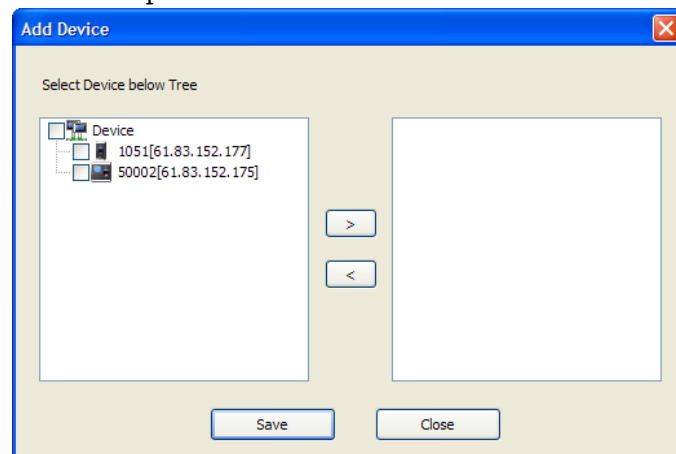 Add Device
Select Device below Tree
Device
1051[61.83.152.177]
50002[61.83.152.175]
>
<
Save Close